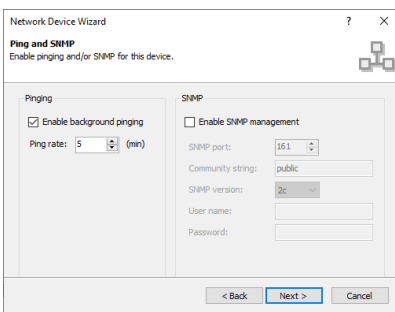 Network Device Wizard
?
Ping and SNMP
Enable pinging and/or SNMP for this device.
Pinging
Enable background pinging
Ping rate: 5 (min)
SNMP
Enable SNMP management
SNMP port: 161
Community string: public
SNMP version: 2c
User name:
Password:
< Back
Next >
Cancel